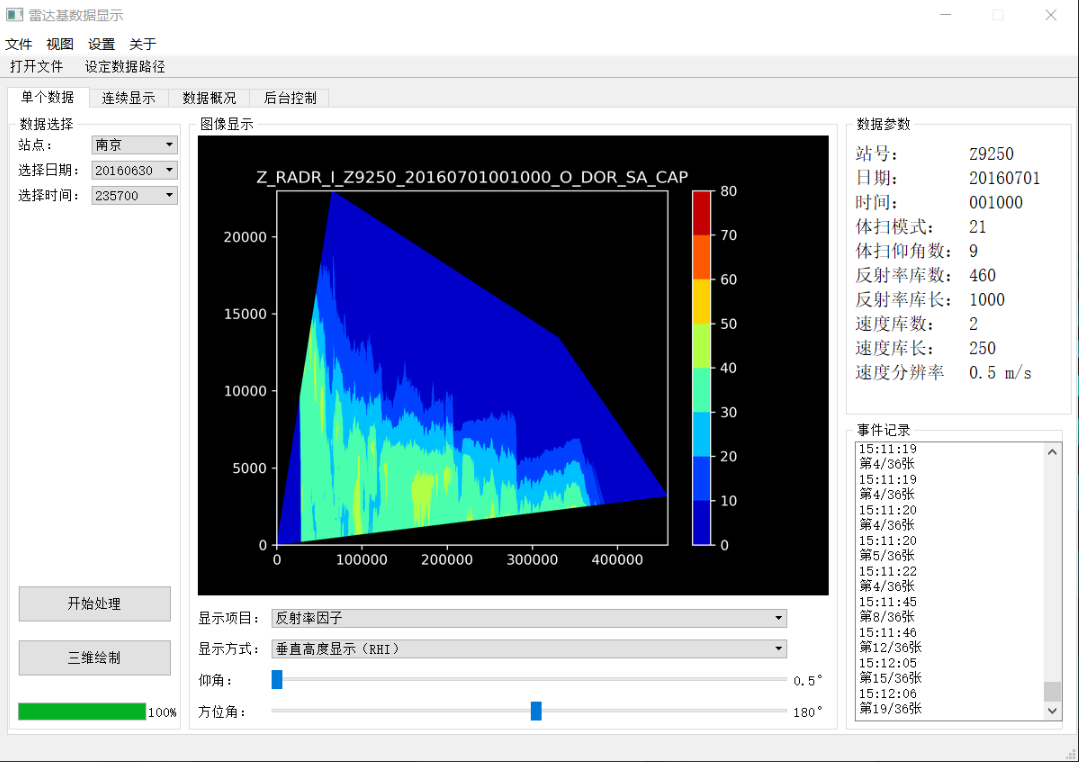 雷达基数据显示
文件 视图 设置 关于
打开文件 设定数据路径
单个数据 连续显示 数据概况 后台控制
数据选择
站点： 南京
选择日期： 20160630
选择时间： 235700
开始处理
三维绘制
100%
图像显示
Z_RADR_I_Z9250_20160701001000_O_DOR_SA_CAP
20000
15000
10000
5000
0
0 100000 200000 300000 400000
80
70
60
50
40
30
20
10
0
显示项目： 反射率因子
显示方式： 垂直高度显示（RHI）
仰角： 0.5°
方位角： 180°
数据参数
站号： Z9250
日期： 20160701
时间： 001000
体扫模式： 21
体扫仰角数： 9
反射率库数： 460
反射率库长： 1000
速度库数： 2
速度库长： 250
速度分辨率 0.5 m/s
事件记录
15:11:19
第4/36张
15:11:19
第4/36张
15:11:20
第4/36张
15:11:20
第5/36张
15:11:22
第4/36张
15:11:45
第8/36张
15:11:46
第12/36张
15:12:05
第15/36张
15:12:06
第19/36张